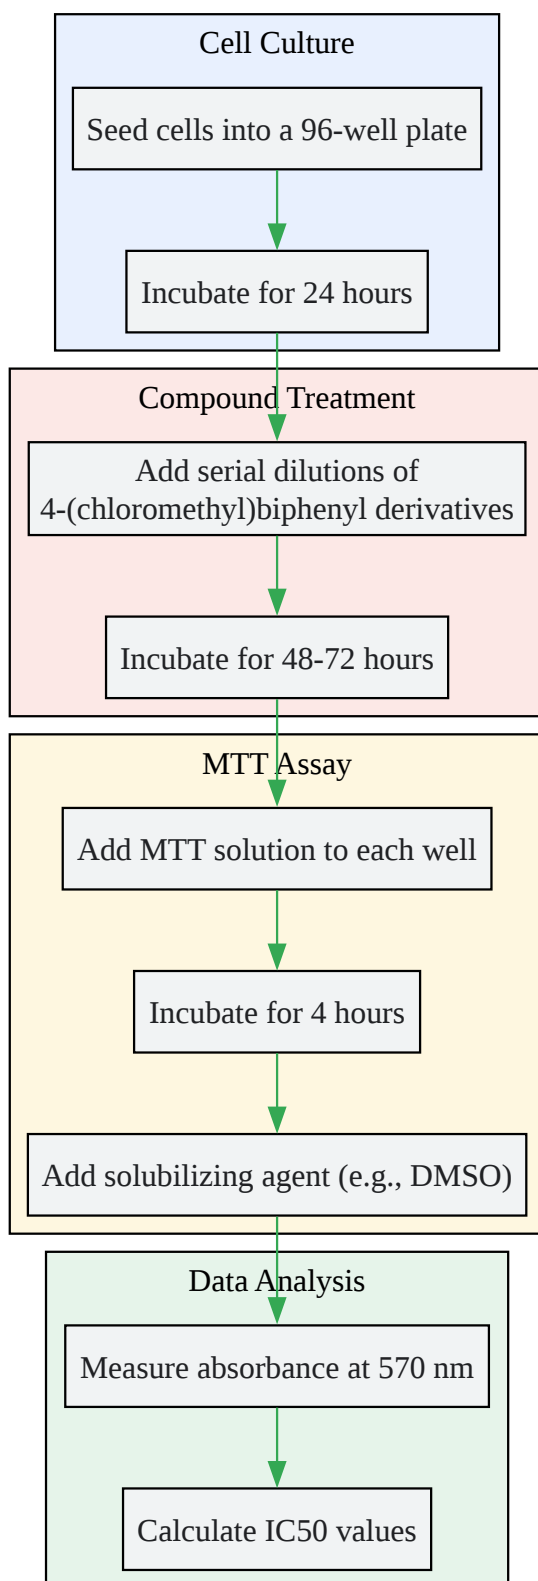 Cell Culture
Seed cells into a 96-well plate
Incubate for 24 hours
Compound Treatment
Add serial dilutions of
4-(chloromethyl)biphenyl derivatives
Incubate for 48-72 hours
MTT Assay
Add MTT solution to each well
Incubate for 4 hours
Add solubilizing agent (e.g., DMSO)
Data Analysis
Measure absorbance at 570 nm
Calculate IC50 values